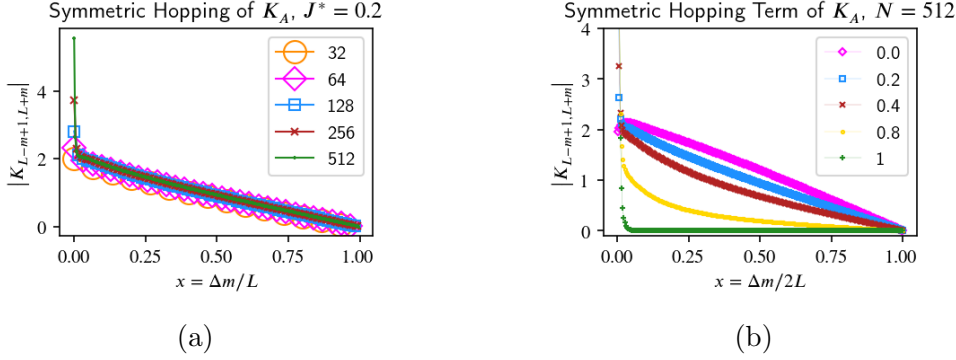 Symmetric Hopping of K_A, J* = 0.2
|K_{L−m+1,L+m}|
4
2
0
32
64
128
256
512
0.00 0.25 0.50 0.75 1.00
x = Δm/L
(a)
Symmetric Hopping Term of K_A, N = 512
|K_{L−m+1,L+m}|
4
3
2
1
0
0.0
0.2
0.4
0.8
1
0.00 0.25 0.50 0.75 1.00
x = Δm/2L
(b)